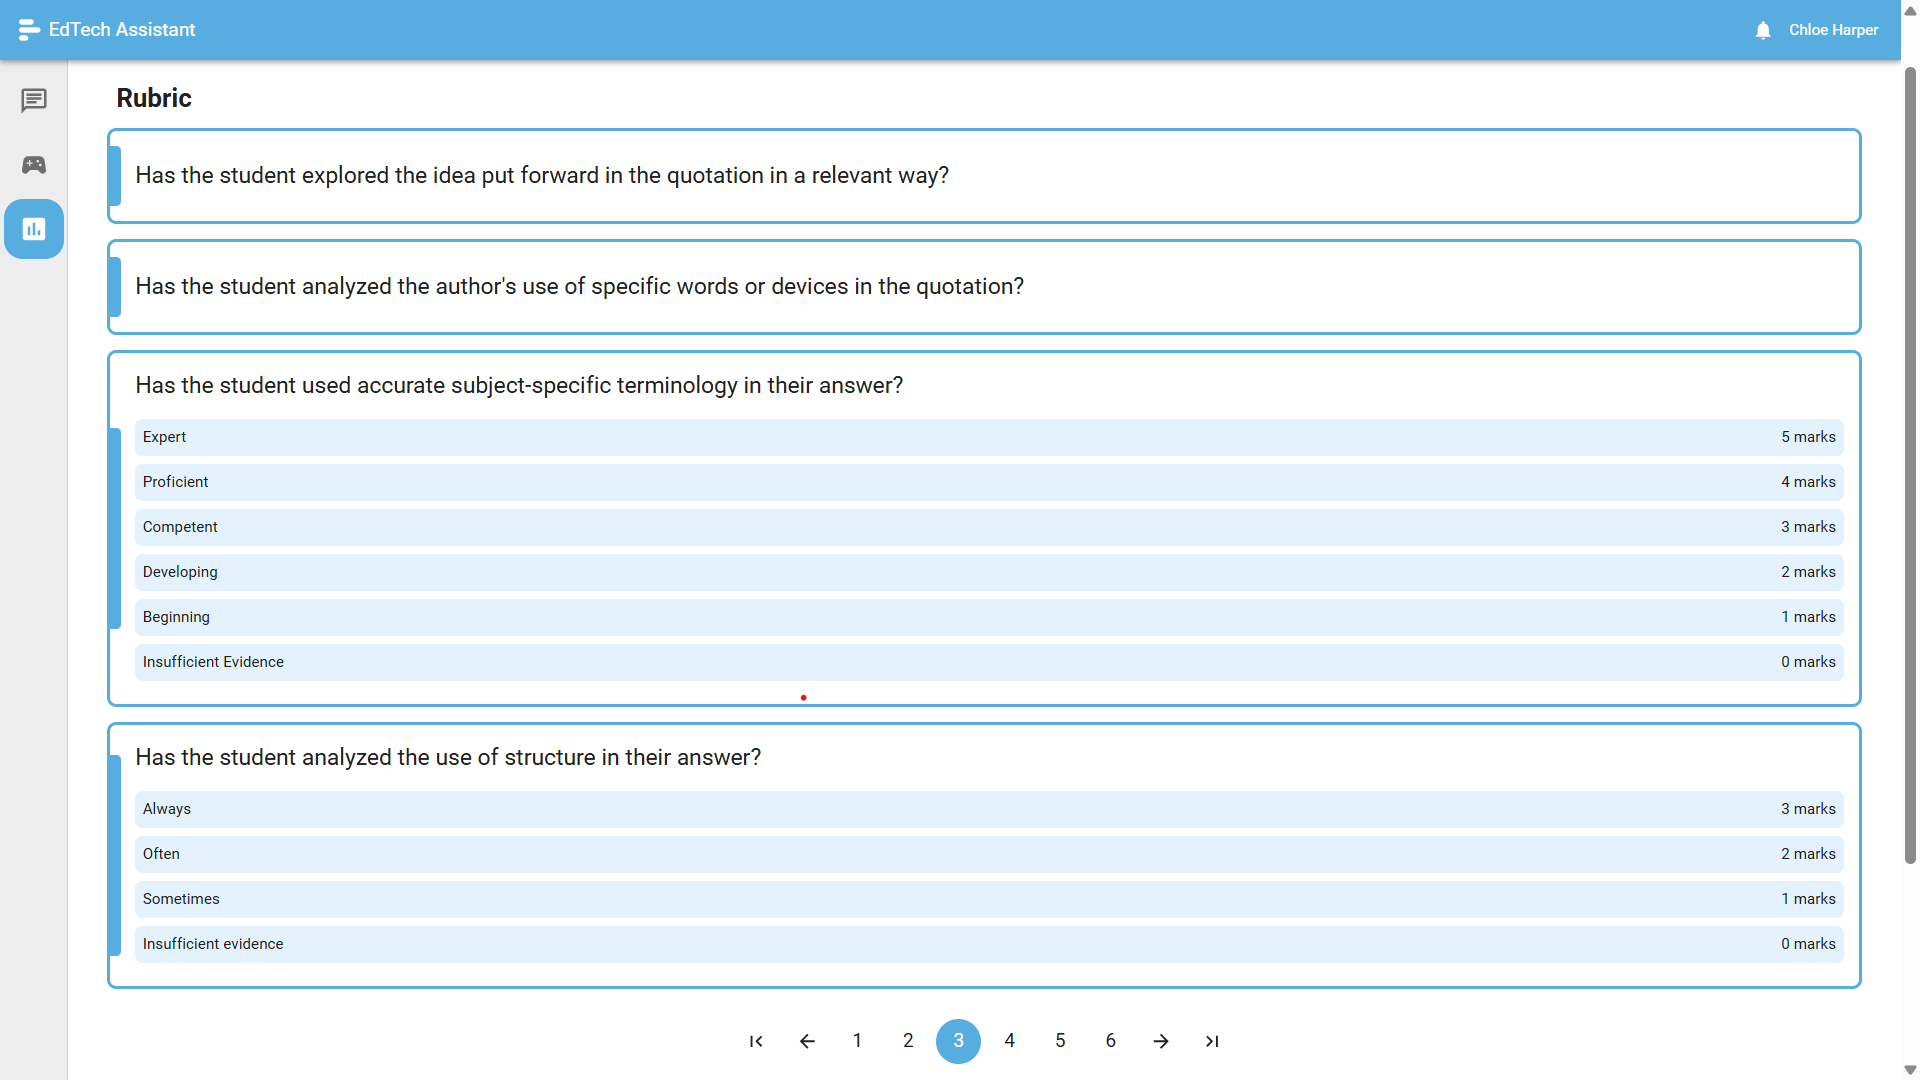 EdTech Assistant
Chloe Harper
Rubric
Has the student explored the idea put forward in the quotation in a relevant way?
Has the student analyzed the author's use of specific words or devices in the quotation?
Has the student used accurate subject-specific terminology in their answer?
Expert 5 marks
Proficient 4 marks
Competent 3 marks
Developing 2 marks
Beginning 1 marks
Insufficient Evidence 0 marks
Has the student analyzed the use of structure in their answer?
Always 3 marks
Often 2 marks
Sometimes 1 marks
Insufficient evidence 0 marks
1 2 3 4 5 6